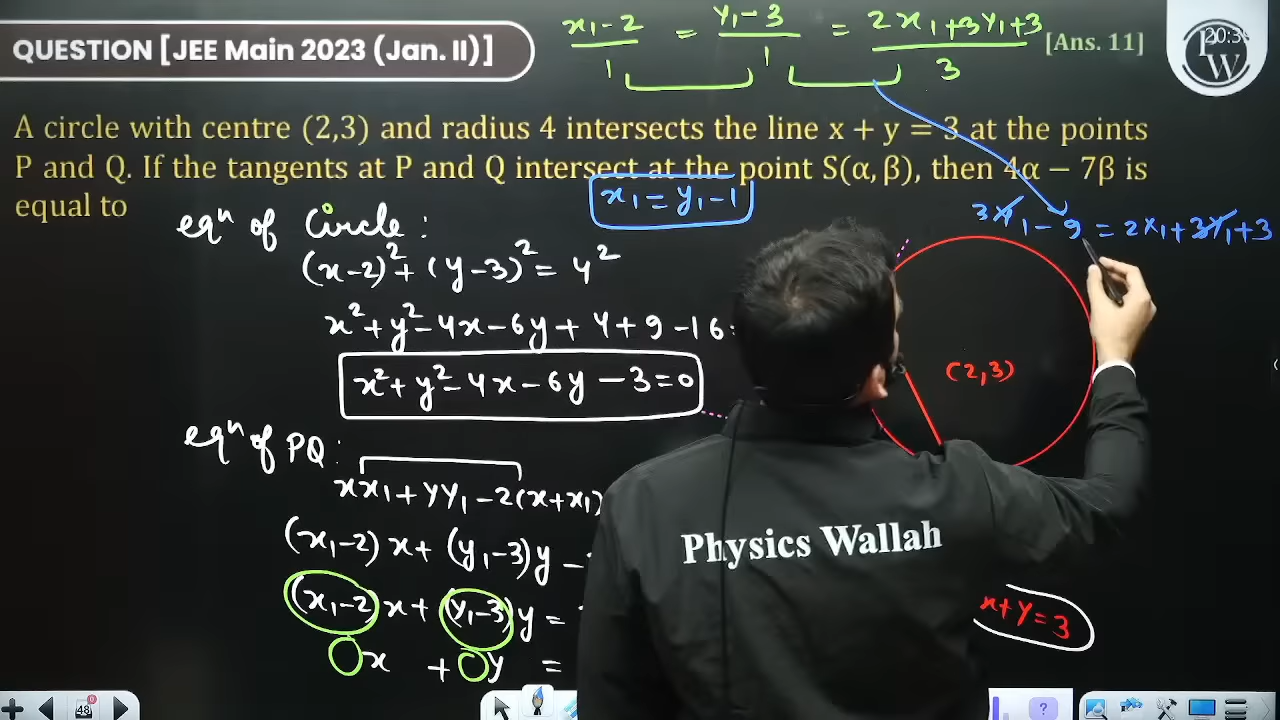 QUESTION [JEE Main 2023 (Jan. II)]
x₁-2/1 = y₁-3/1 = 2x₁+3y₁+3/3
[Ans. 11]
20:3
PW
A circle with centre (2,3) and radius 4 intersects the line x + y = 3 at the points
P and Q. If the tangents at P and Q intersect at the point S(α, β), then 4α − 7β is
equal to
x₁ = y₁-1
3y₁ - 9 = 2x₁+3y₁+3
eqⁿ of Circle :
(x-2)²+(y-3)² = 4²
x²+y²-4x-6y+4+9-16
x²+y²-4x-6y-3=0
(2,3)
eqⁿ of PQ :
xx₁+yy₁-2(x+x₁)
(x₁-2)x+(y₁-3)y -
(x₁-2)x+(y₁-3)y =
x + y =
x+y=3
Physics Wallah
48